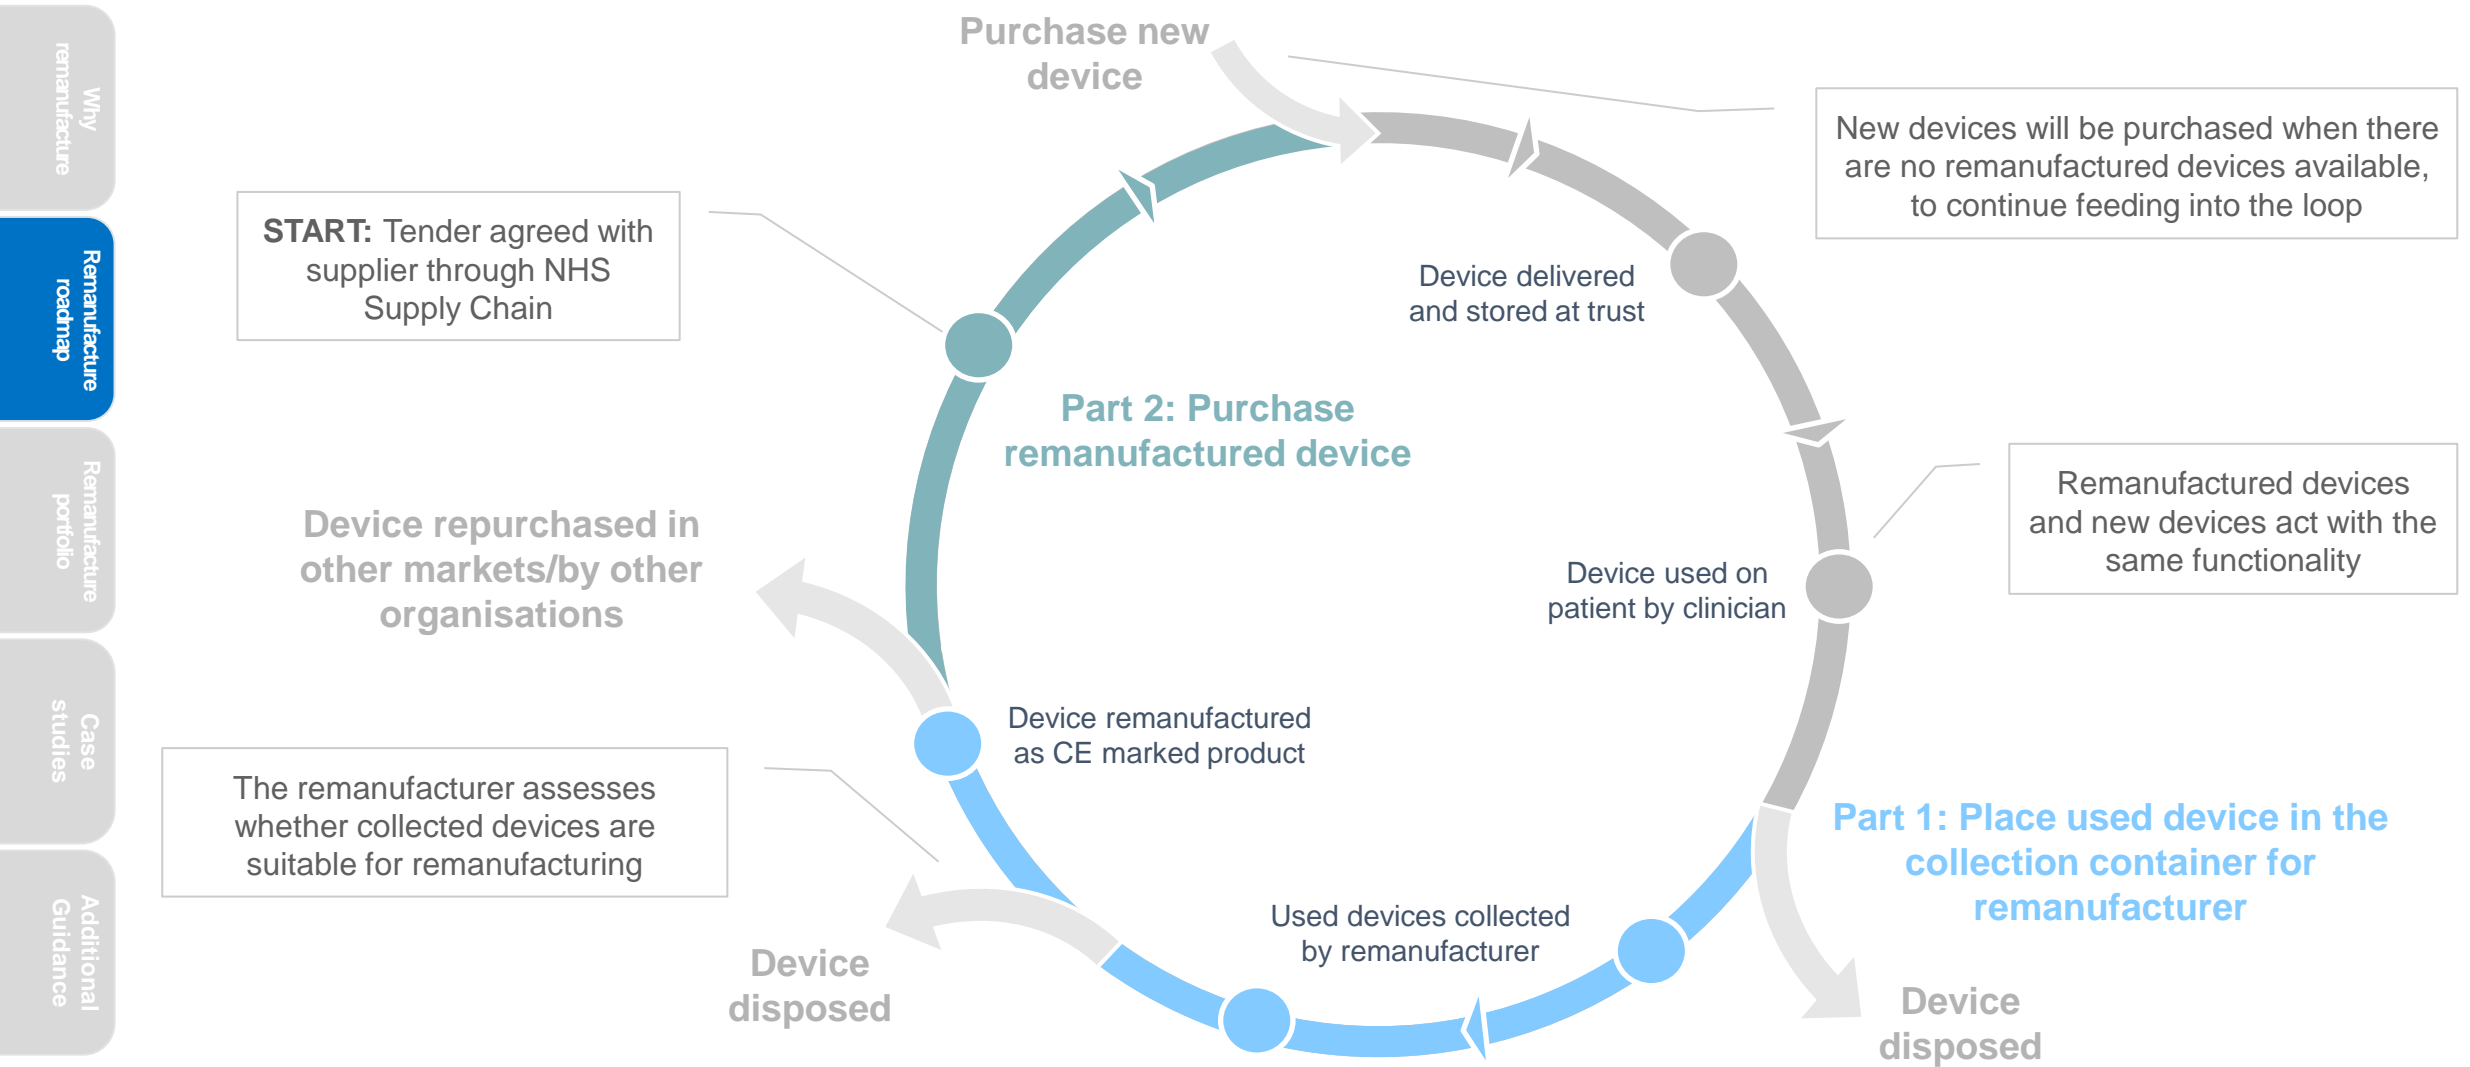 Why
remanufacture
Remanufacture
roadmap
Remanufacture
portfolio
Case
studies
Additional
Guidance
Purchase new
device
New devices will be purchased when there
are no remanufactured devices available,
to continue feeding into the loop
START: Tender agreed with
supplier through NHS
Supply Chain
Device delivered
and stored at trust
Part 2: Purchase
remanufactured device
Remanufactured devices
and new devices act with the
same functionality
Device repurchased in
other markets/by other
organisations
Device used on
patient by clinician
Device remanufactured
as CE marked product
The remanufacturer assesses
whether collected devices are
suitable for remanufacturing
Part 1: Place used device in the
collection container for
remanufacturer
Used devices collected
by remanufacturer
Device
disposed
Device
disposed